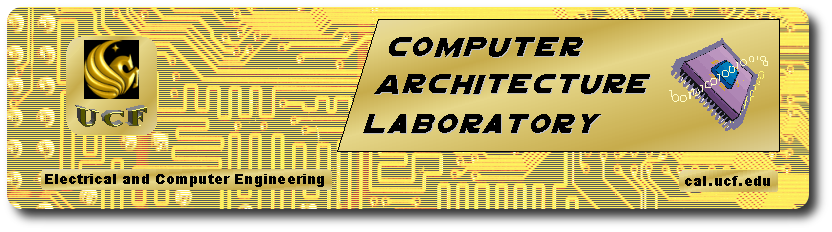 UCF
COMPUTER
ARCHITECTURE
LABORATORY
Electrical and Computer Engineering
cal.ucf.edu